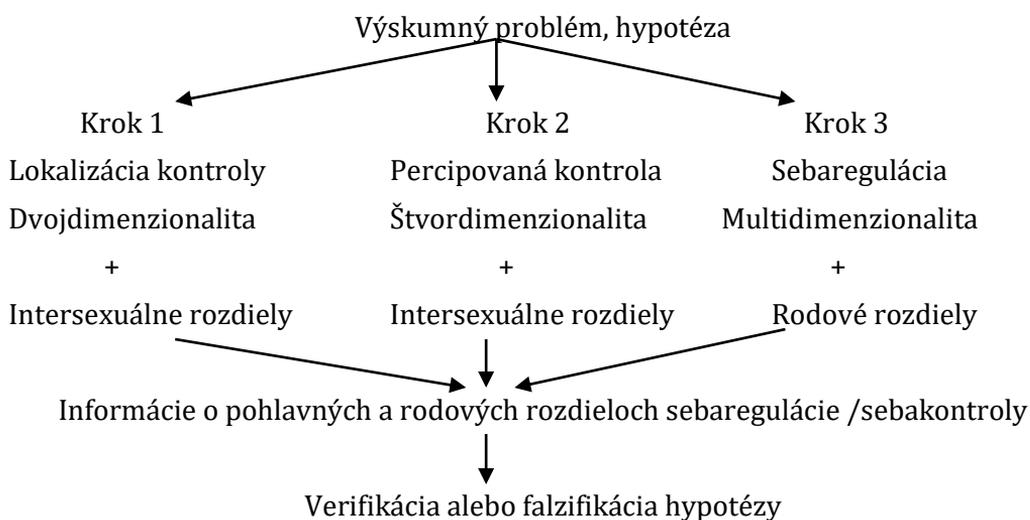 Výskumný problém, hypotéza
Krok 1 Krok 2 Krok 3
Lokalizácia kontroly Percipovaná kontrola Sebaregulácia
Dvojdimenzionalita Štvordimenzionalita Multidimenzionalita
+ + +
Intersexuálne rozdiely Intersexuálne rozdiely Rodové rozdiely
Informácie o pohlavných a rodových rozdieloch sebaregulácie /sebakontroly
Verifikácia alebo falzifikácia hypotézy